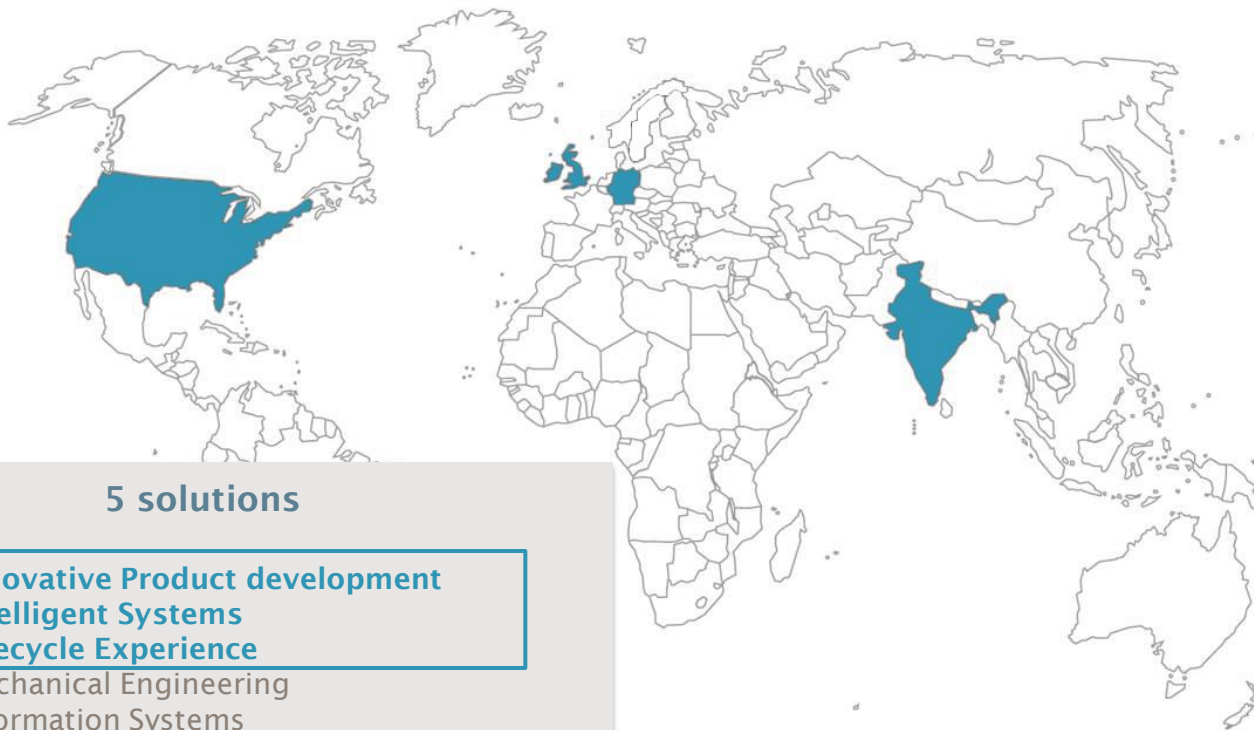 5 solutions
ovative Product development
elligent Systems
ecycle Experience
chanical Engineering
ormation Systems